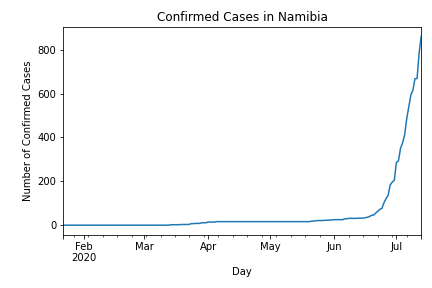 Confirmed Cases in Namibia
Number of Confirmed Cases
800
600
400
200
0
Feb Mar Apr May Jun Jul
2020
Day